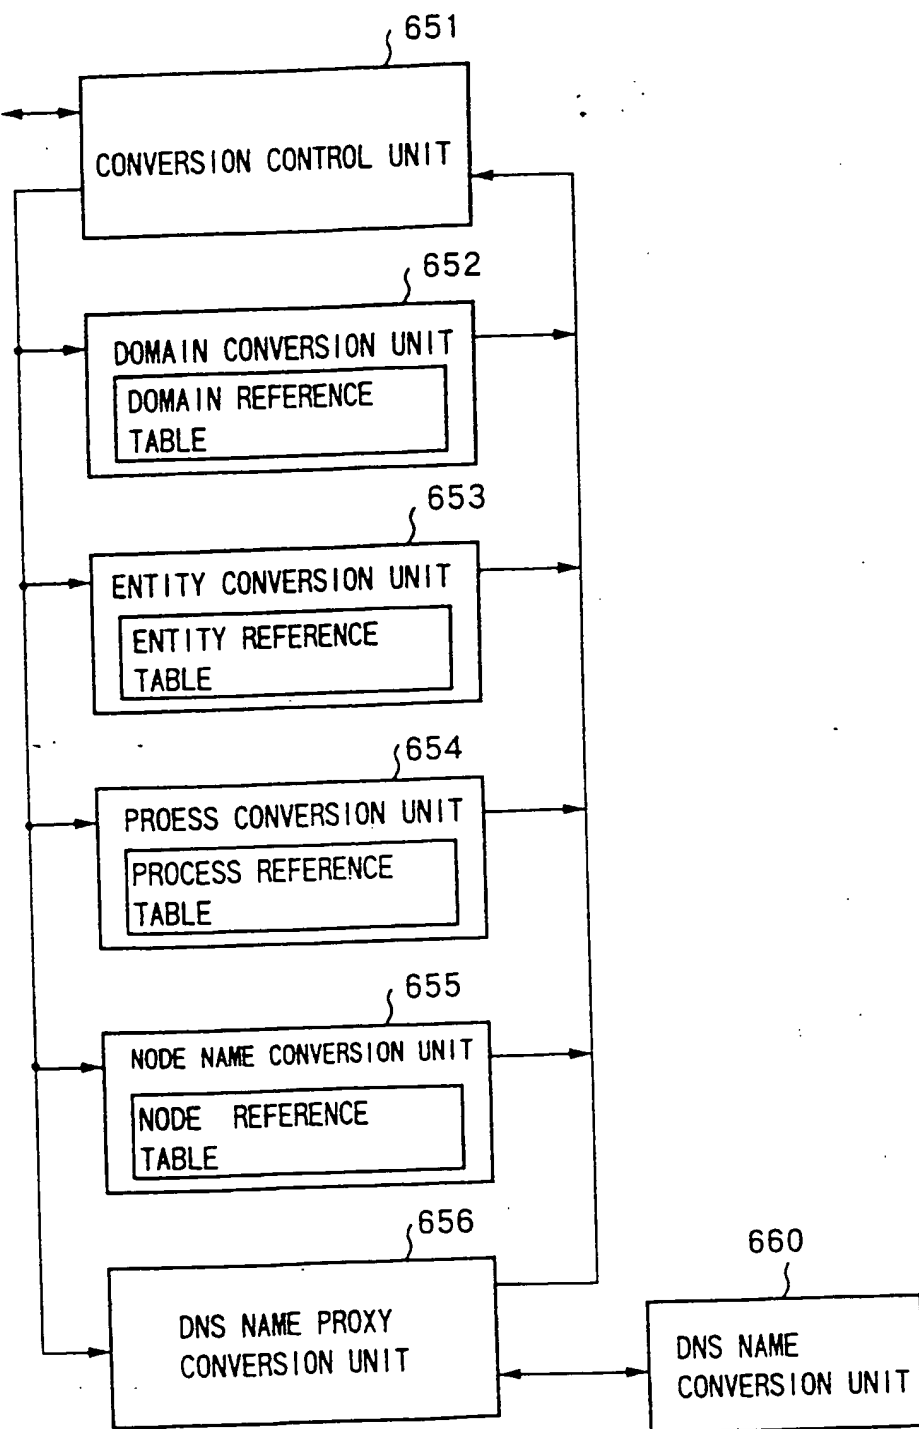 651
CONVERSION CONTROL UNIT
652
DOMAIN CONVERSION UNIT
DOMAIN REFERENCE
TABLE
653
ENTITY CONVERSION UNIT
ENTITY REFERENCE
TABLE
654
PROESS CONVERSION UNIT
PROCESS REFERENCE
TABLE
655
NODE NAME CONVERSION UNIT
NODE REFERENCE
TABLE
656
DNS NAME PROXY
CONVERSION UNIT
660
DNS NAME
CONVERSION UNIT